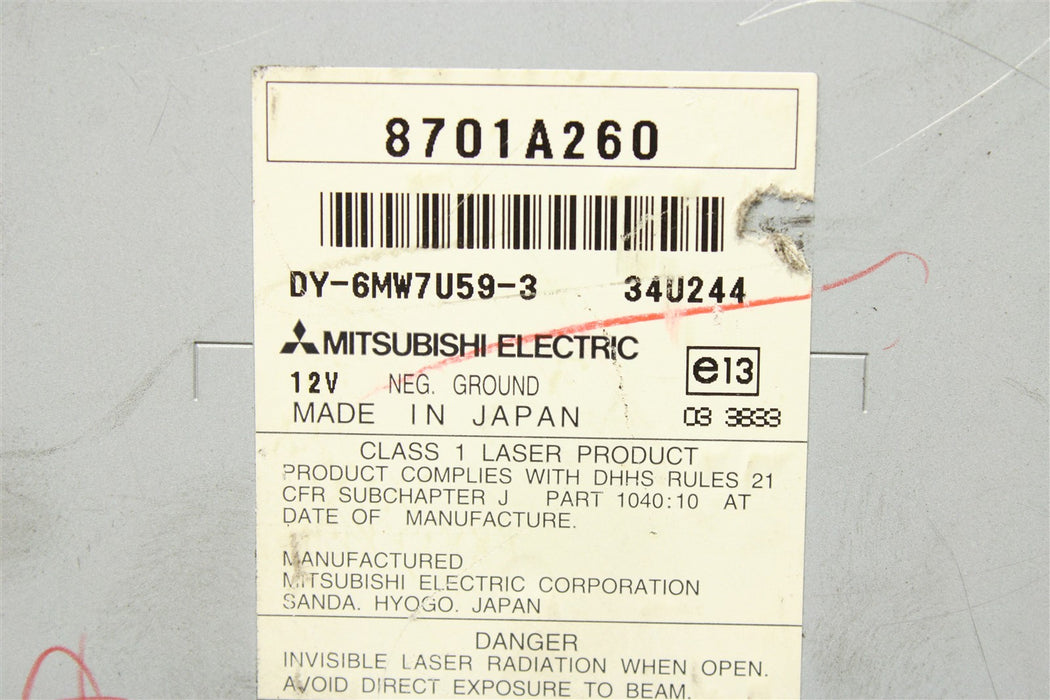 8701A260
DY-6MW7U59-3 34U244
MITSUBISHI ELECTRIC
e13
12V NEG. GROUND
MADE IN JAPAN 03 3833
CLASS 1 LASER PRODUCT
PRODUCT COMPLIES WITH DHHS RULES 21
CFR SUBCHAPTER J PART 1040:10 AT
DATE OF MANUFACTURE.
MANUFACTURED
MITSUBISHI ELECTRIC CORPORATION
SANDA. HYOGO. JAPAN
DANGER
INVISIBLE LASER RADIATION WHEN OPEN.
AVOID DIRECT EXPOSURE TO BEAM.